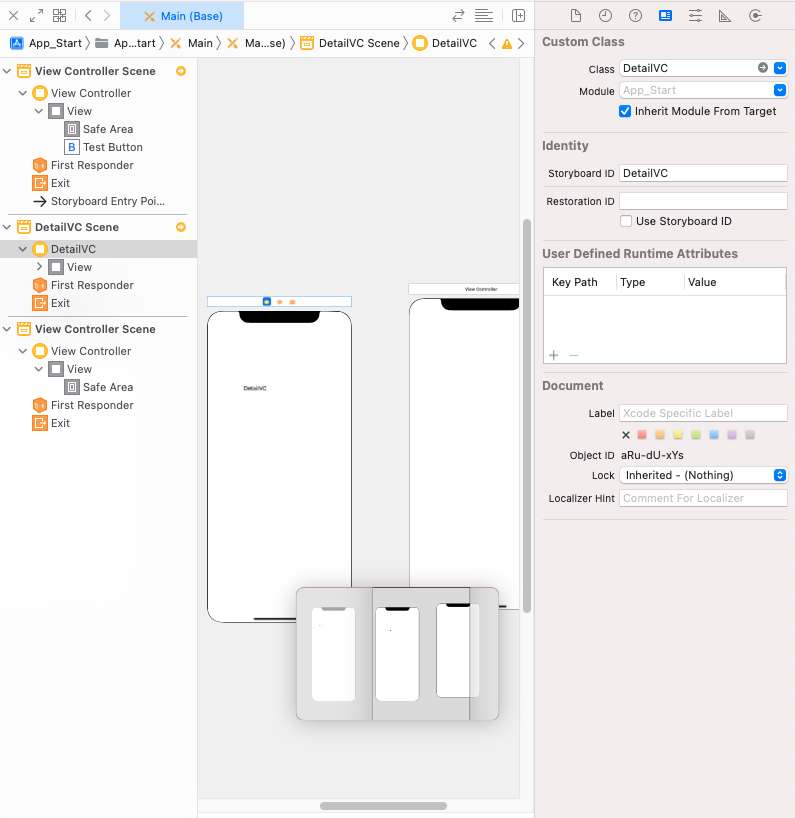 Main (Base)
App_Start 〉 Ap...tart 〉 Main 〉 Ma...se) 〉 DetailVC Scene 〉 DetailVC
View Controller Scene
View Controller
View
Safe Area
B Test Button
First Responder
Exit
Storyboard Entry Poi...
DetailVC Scene
DetailVC
View
First Responder
Exit
View Controller Scene
View Controller
View
Safe Area
First Responder
Exit
View Controller
DetailVC
Custom Class
Class DetailVC
Module App_Start
Inherit Module From Target
Identity
Storyboard ID DetailVC
Restoration ID
Use Storyboard ID
User Defined Runtime Attributes
Key Path Type Value
Document
Label Xcode Specific Label
Object ID aRu-dU-xYs
Lock Inherited - (Nothing)
Localizer Hint Comment For Localizer